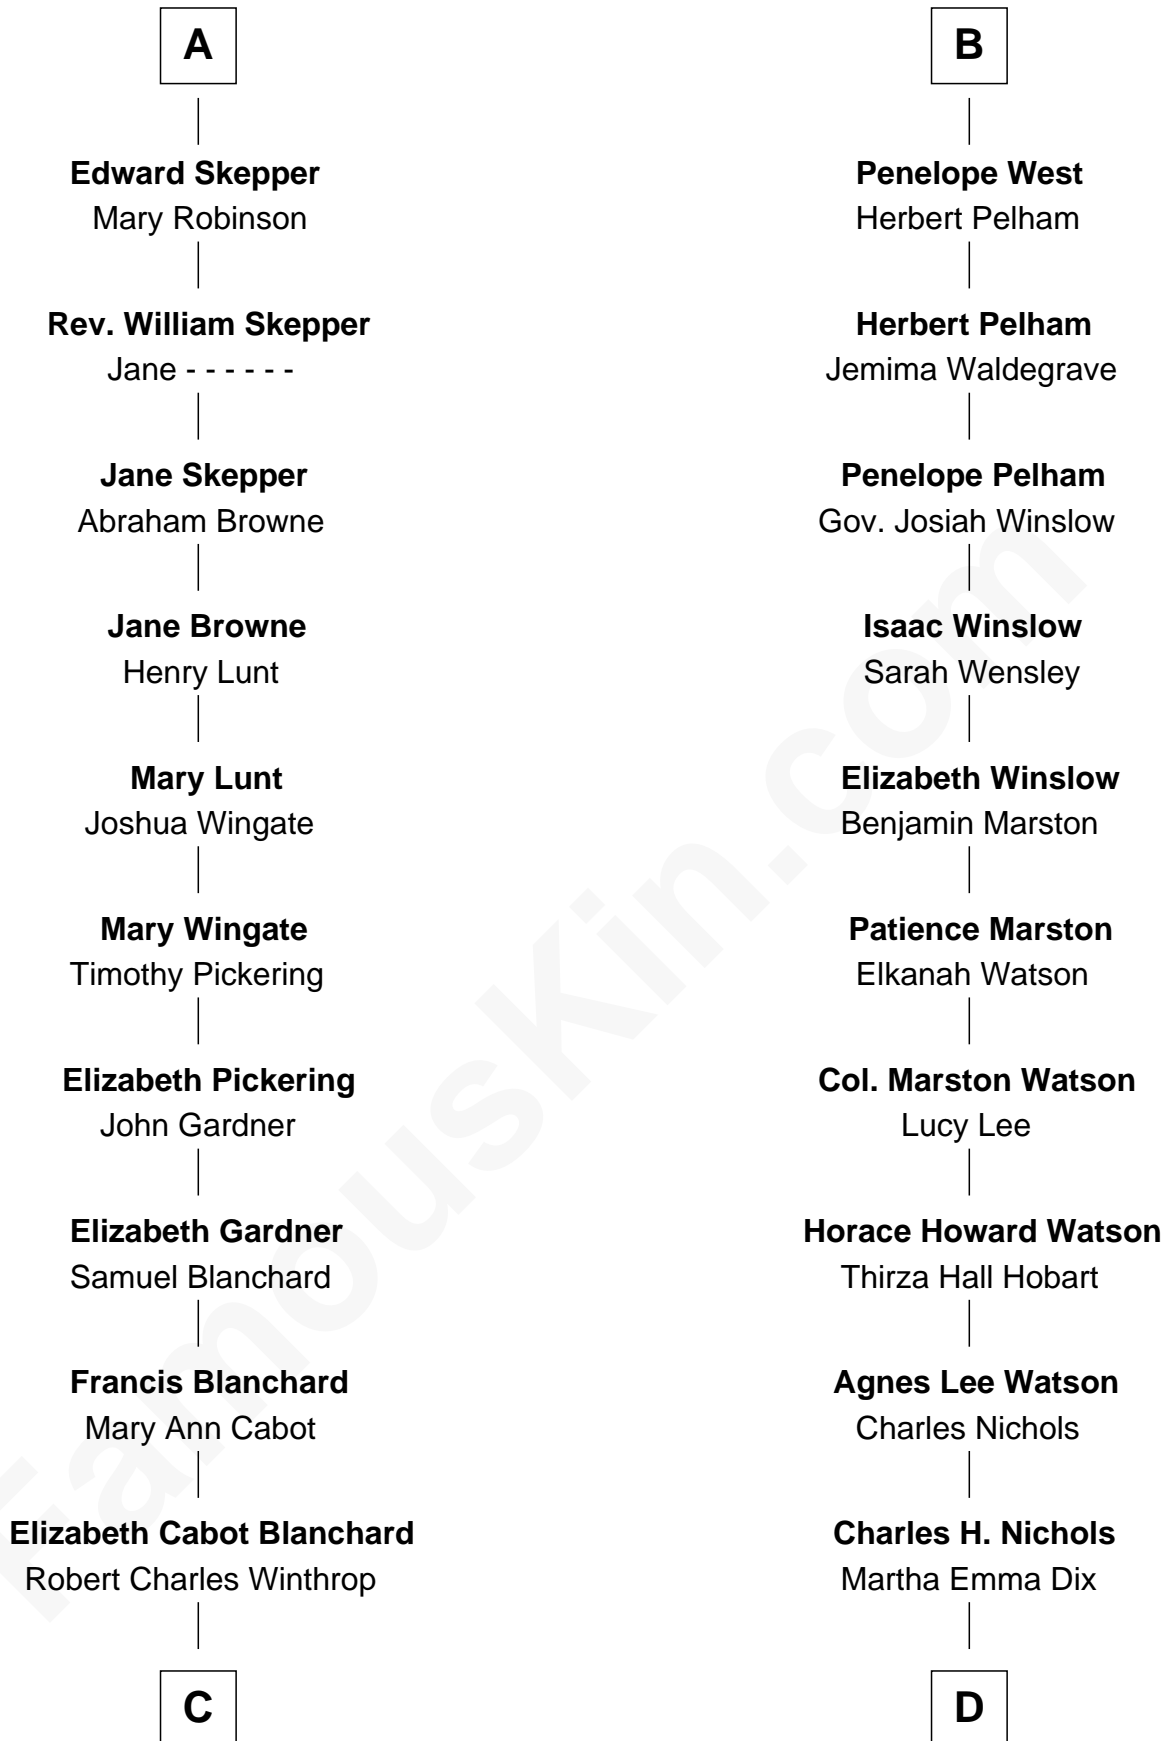 A
Edward Skepper
Mary Robinson
Rev. William Skepper
Jane - - - - - -
Jane Skepper
Abraham Browne
Jane Browne
Henry Lunt
Mary Lunt
Joshua Wingate
Mary Wingate
Timothy Pickering
Elizabeth Pickering
John Gardner
Elizabeth Gardner
Samuel Blanchard
Francis Blanchard
Mary Ann Cabot
Elizabeth Cabot Blanchard
Robert Charles Winthrop
C
B
Penelope West
Herbert Pelham
Herbert Pelham
Jemima Waldegrave
Penelope Pelham
Gov. Josiah Winslow
Isaac Winslow
Sarah Wensley
Elizabeth Winslow
Benjamin Marston
Patience Marston
Elkanah Watson
Col. Marston Watson
Lucy Lee
Horace Howard Watson
Thirza Hall Hobart
Agnes Lee Watson
Charles Nichols
Charles H. Nichols
Martha Emma Dix
D
FamousKin.com